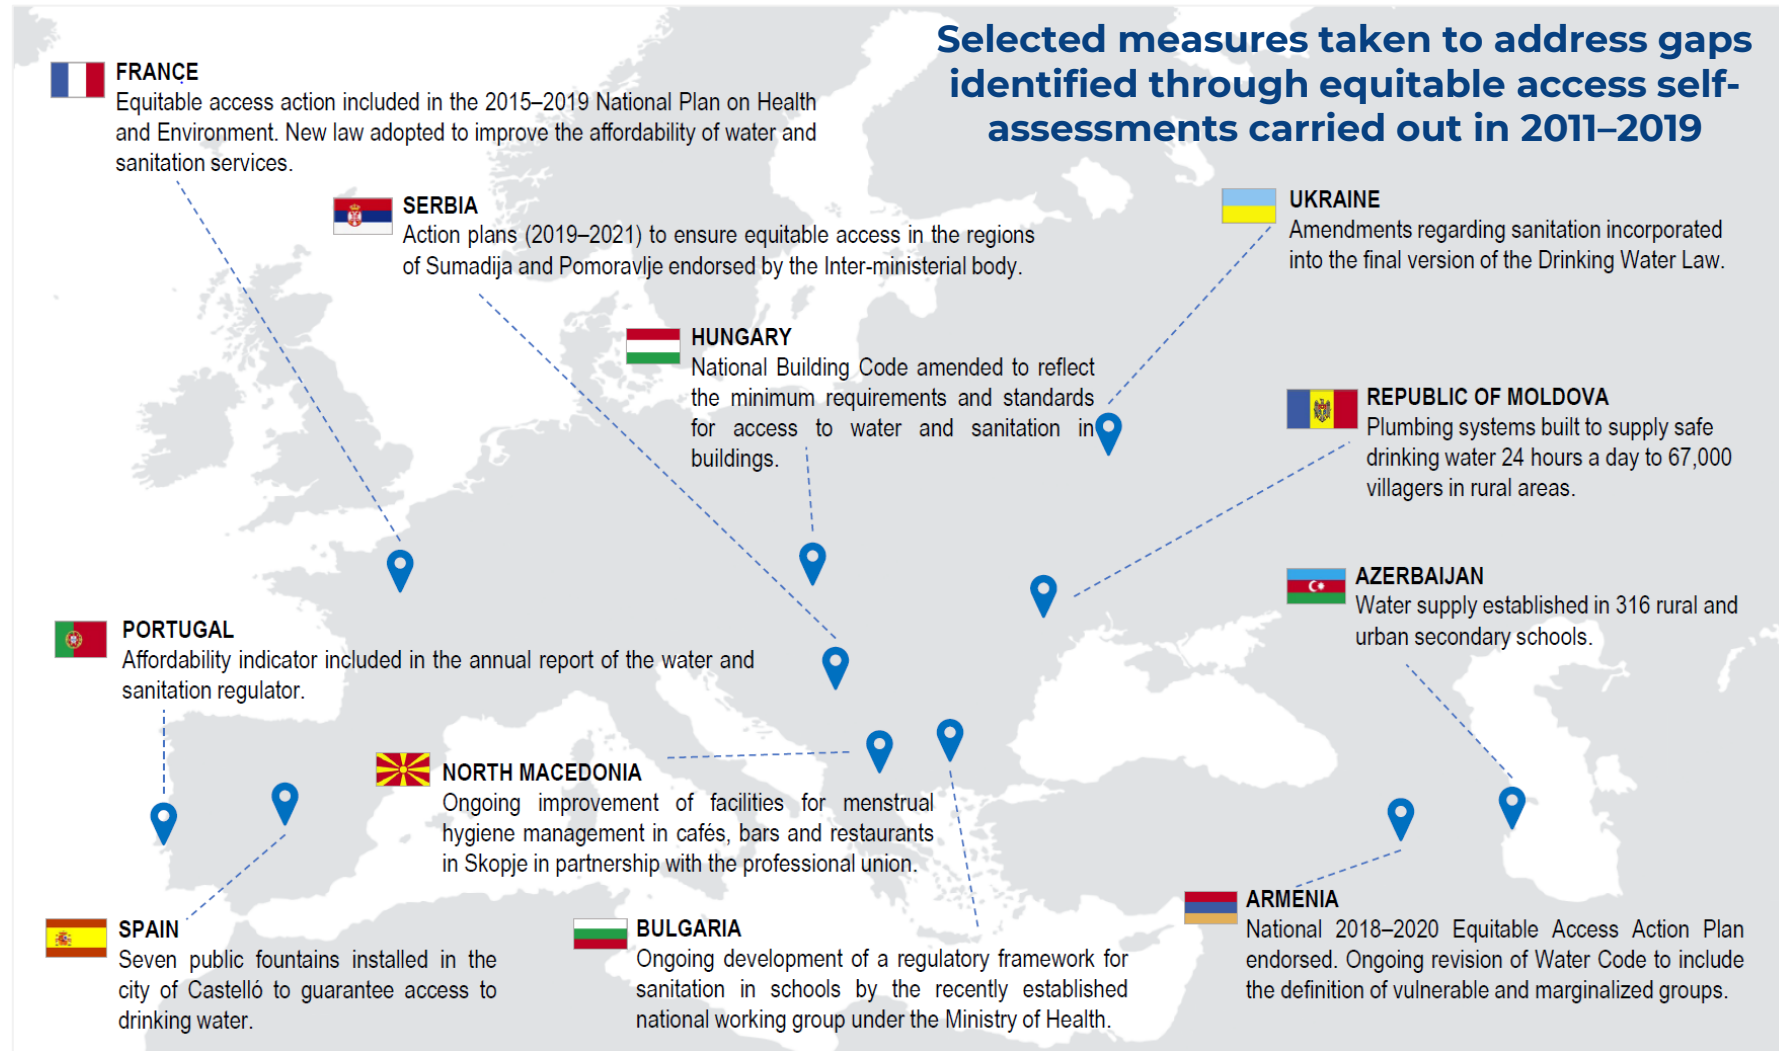 Selected measures taken to address gaps
identified through equitable access self-
assessments carried out in 2011–2019
FRANCE
Equitable access action included in the 2015–2019 National Plan on Health
and Environment. New law adopted to improve the affordability of water and
sanitation services.
SERBIA
Action plans (2019–2021) to ensure equitable access in the regions
of Sumadija and Pomoravlje endorsed by the Inter-ministerial body.
UKRAINE
Amendments regarding sanitation incorporated
into the final version of the Drinking Water Law.
HUNGARY
National Building Code amended to reflect
the minimum requirements and standards
for access to water and sanitation in
buildings.
REPUBLIC OF MOLDOVA
Plumbing systems built to supply safe
drinking water 24 hours a day to 67,000
villagers in rural areas.
AZERBAIJAN
Water supply established in 316 rural and
urban secondary schools.
PORTUGAL
Affordability indicator included in the annual report of the water and
sanitation regulator.
NORTH MACEDONIA
Ongoing improvement of facilities for menstrual
hygiene management in cafés, bars and restaurants
in Skopje in partnership with the professional union.
SPAIN
Seven public fountains installed in the
city of Castelló to guarantee access to
drinking water.
BULGARIA
Ongoing development of a regulatory framework for
sanitation in schools by the recently established
national working group under the Ministry of Health.
ARMENIA
National 2018–2020 Equitable Access Action Plan
endorsed. Ongoing revision of Water Code to include
the definition of vulnerable and marginalized groups.